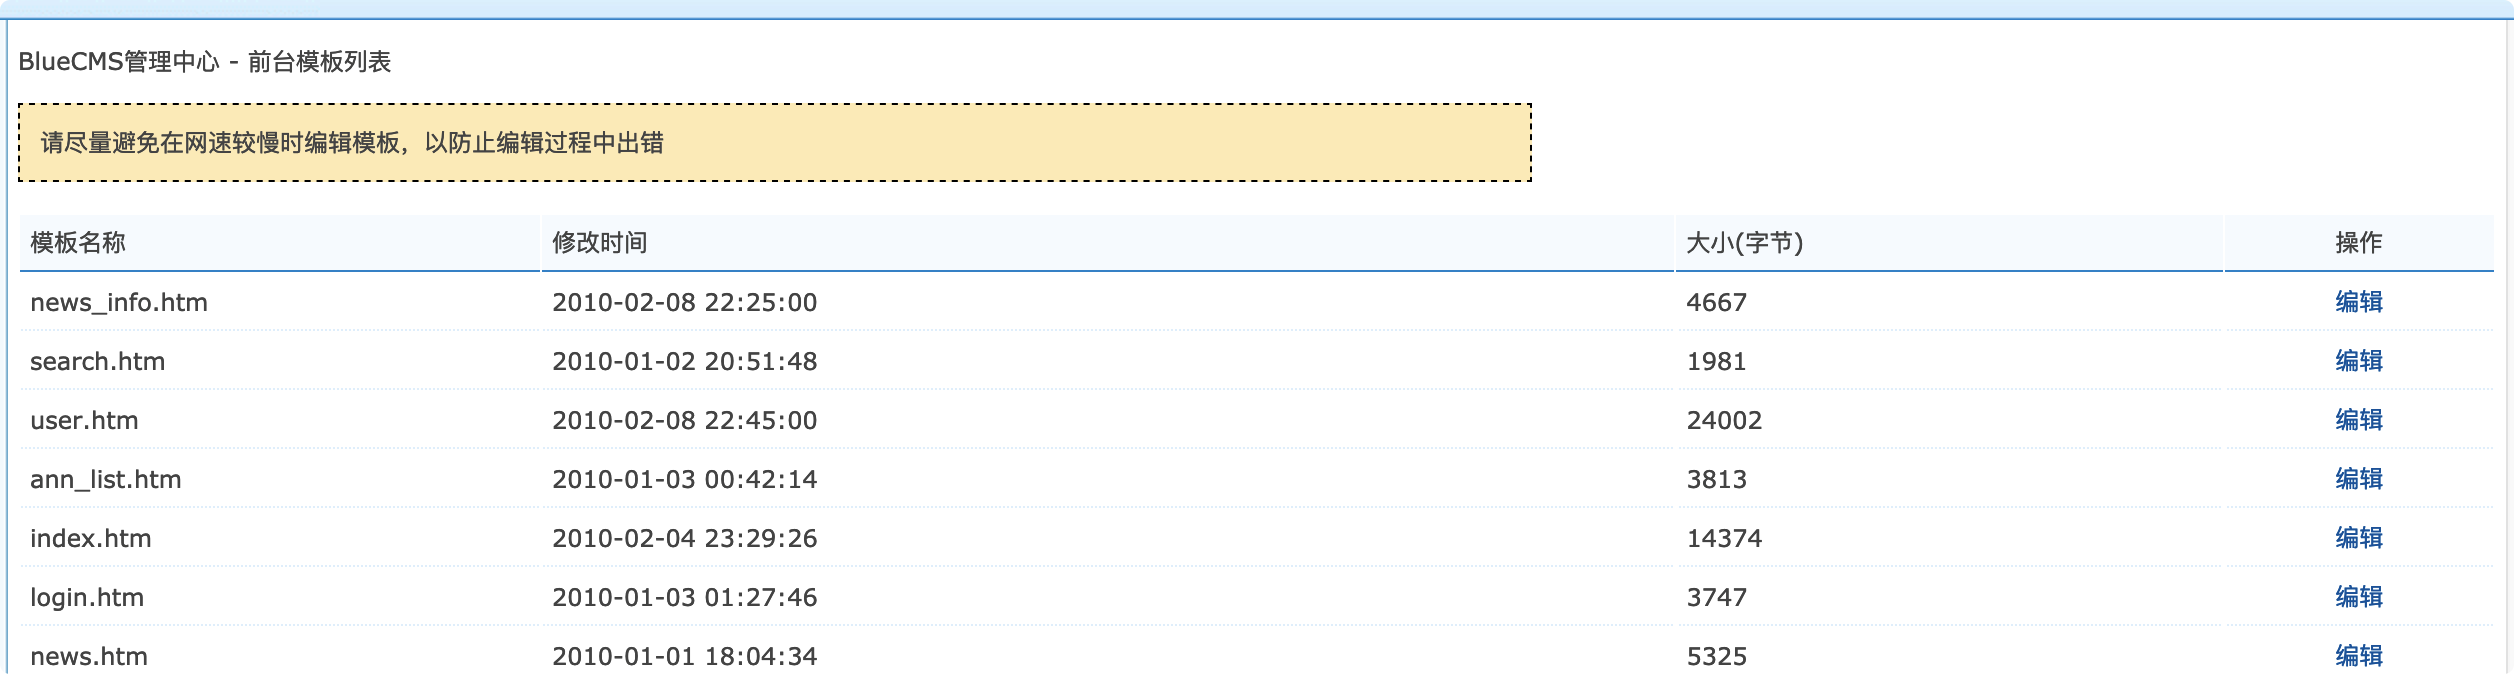 BlueCMS管理中心 - 前台模板列表
请尽量避免在网速较慢时编辑模板，以防止编辑过程中出错
模板名称 修改时间 大小(字节) 操作
news_info.htm 2010-02-08 22:25:00 4667 编辑
search.htm 2010-01-02 20:51:48 1981 编辑
user.htm 2010-02-08 22:45:00 24002 编辑
ann_list.htm 2010-01-03 00:42:14 3813 编辑
index.htm 2010-02-04 23:29:26 14374 编辑
login.htm 2010-01-03 01:27:46 3747 编辑
news.htm 2010-01-01 18:04:34 5325 编辑